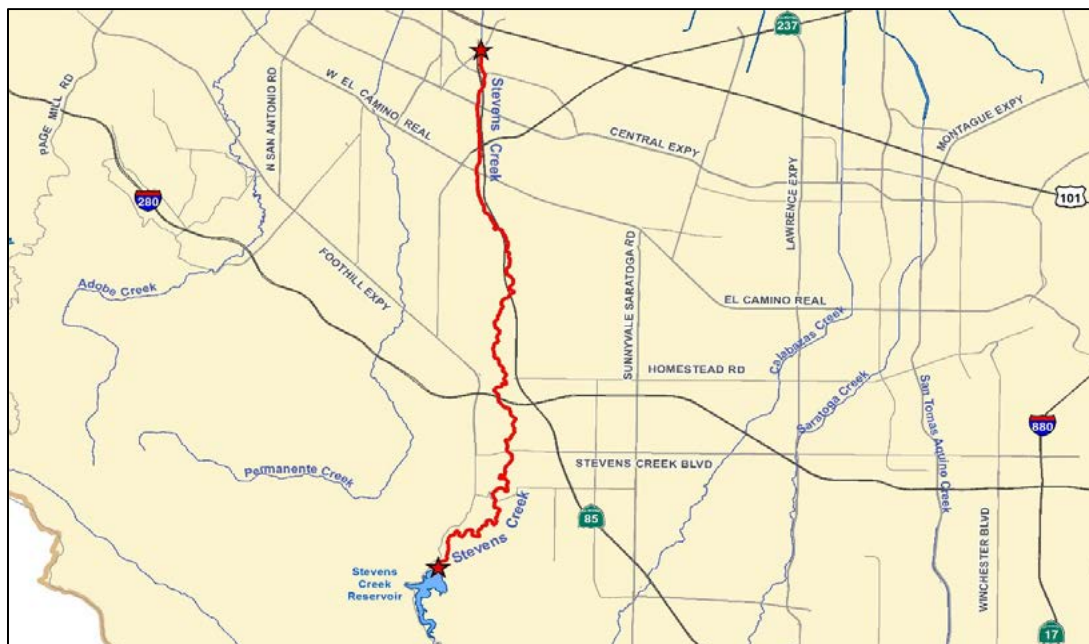 237
PAGE MILL RD
N SAN ANTONIO RD
W EL CAMINO REAL
Stevens Creek
CENTRAL EXPY
MONTAGUE EXPY
LAWRENCE EXPY
101
280
FOOTHILL EXPY
SUNNYVALE SARATOGA RD
Adobe Creek
EL CAMINO REAL
Calabazas Creek
HOMESTEAD RD
Saratoga Creek
San Tomas Aquino Creek
880
Permanente Creek
STEVENS CREEK BLVD
85
WINCHESTER BLVD
Stevens Creek
Stevens
Creek
Reservoir
17